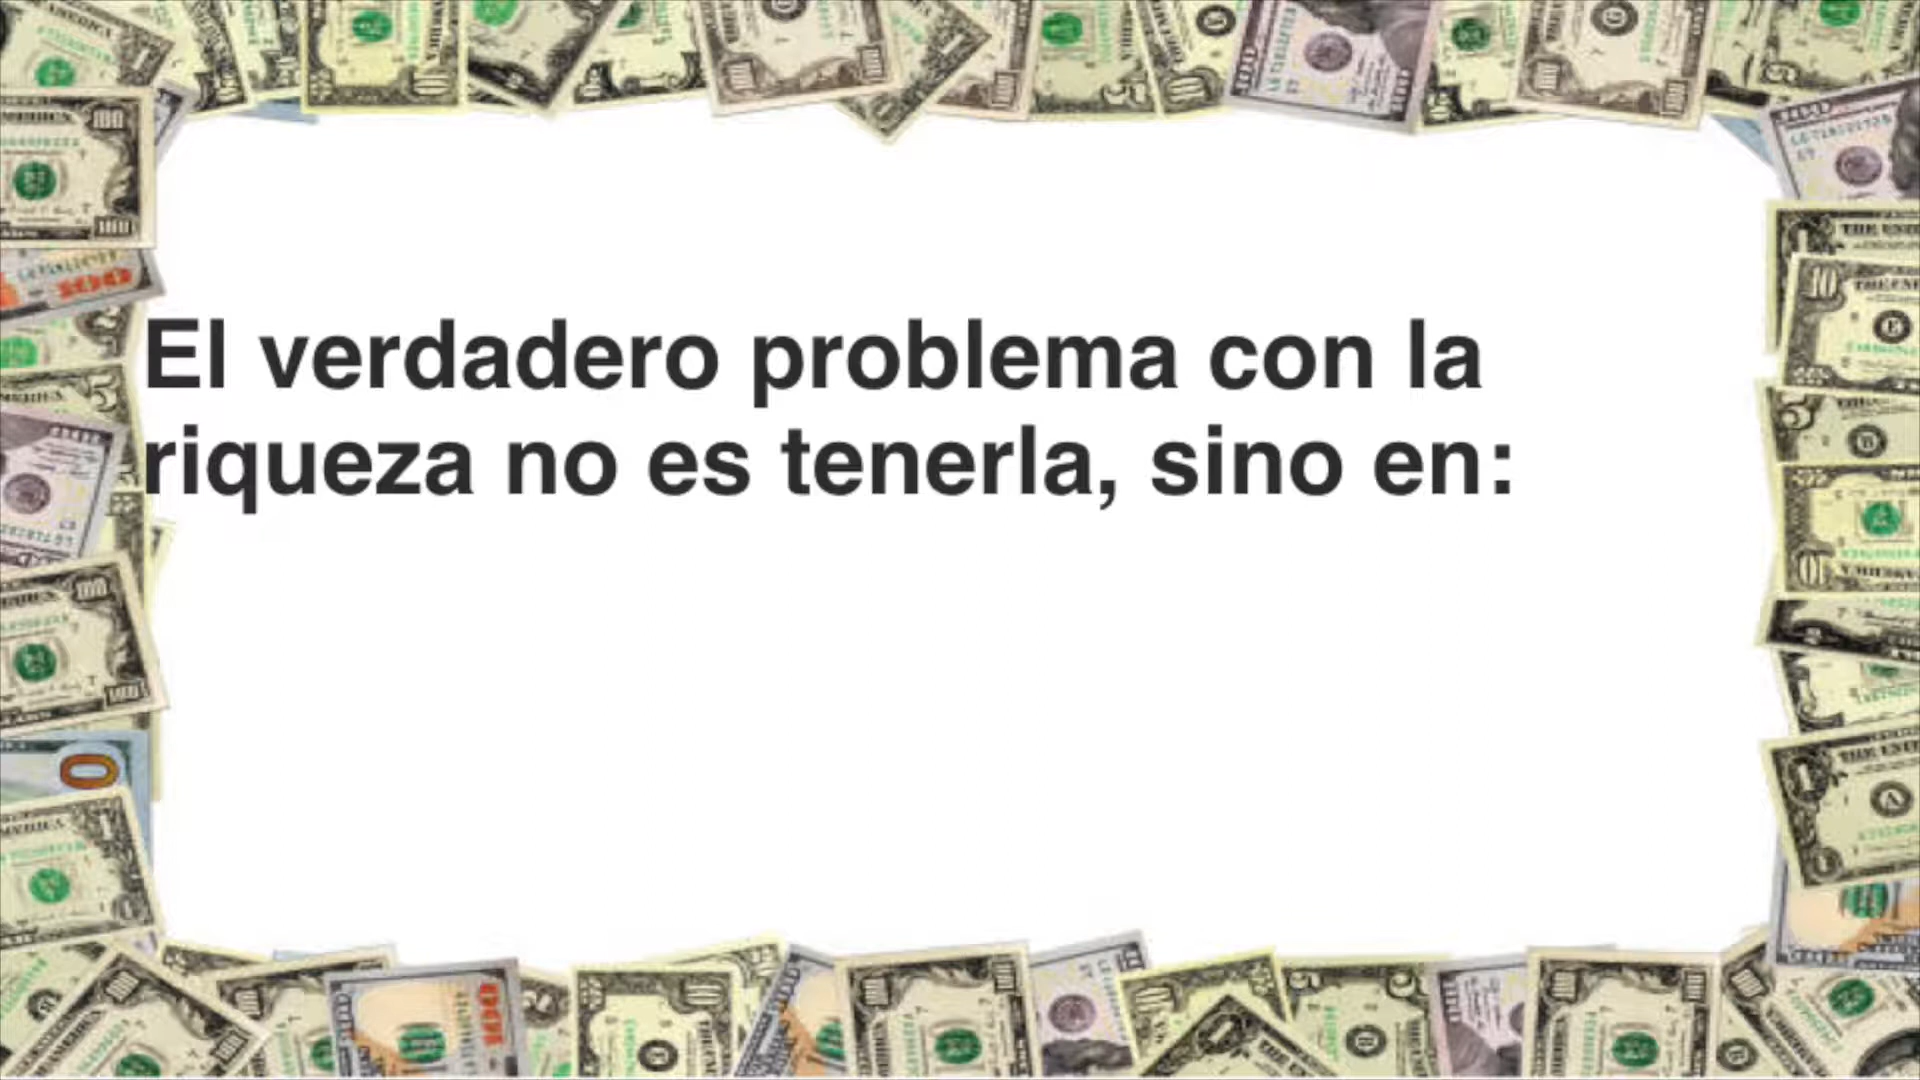 El verdadero problema con la
riqueza no es tenerla, sino en: